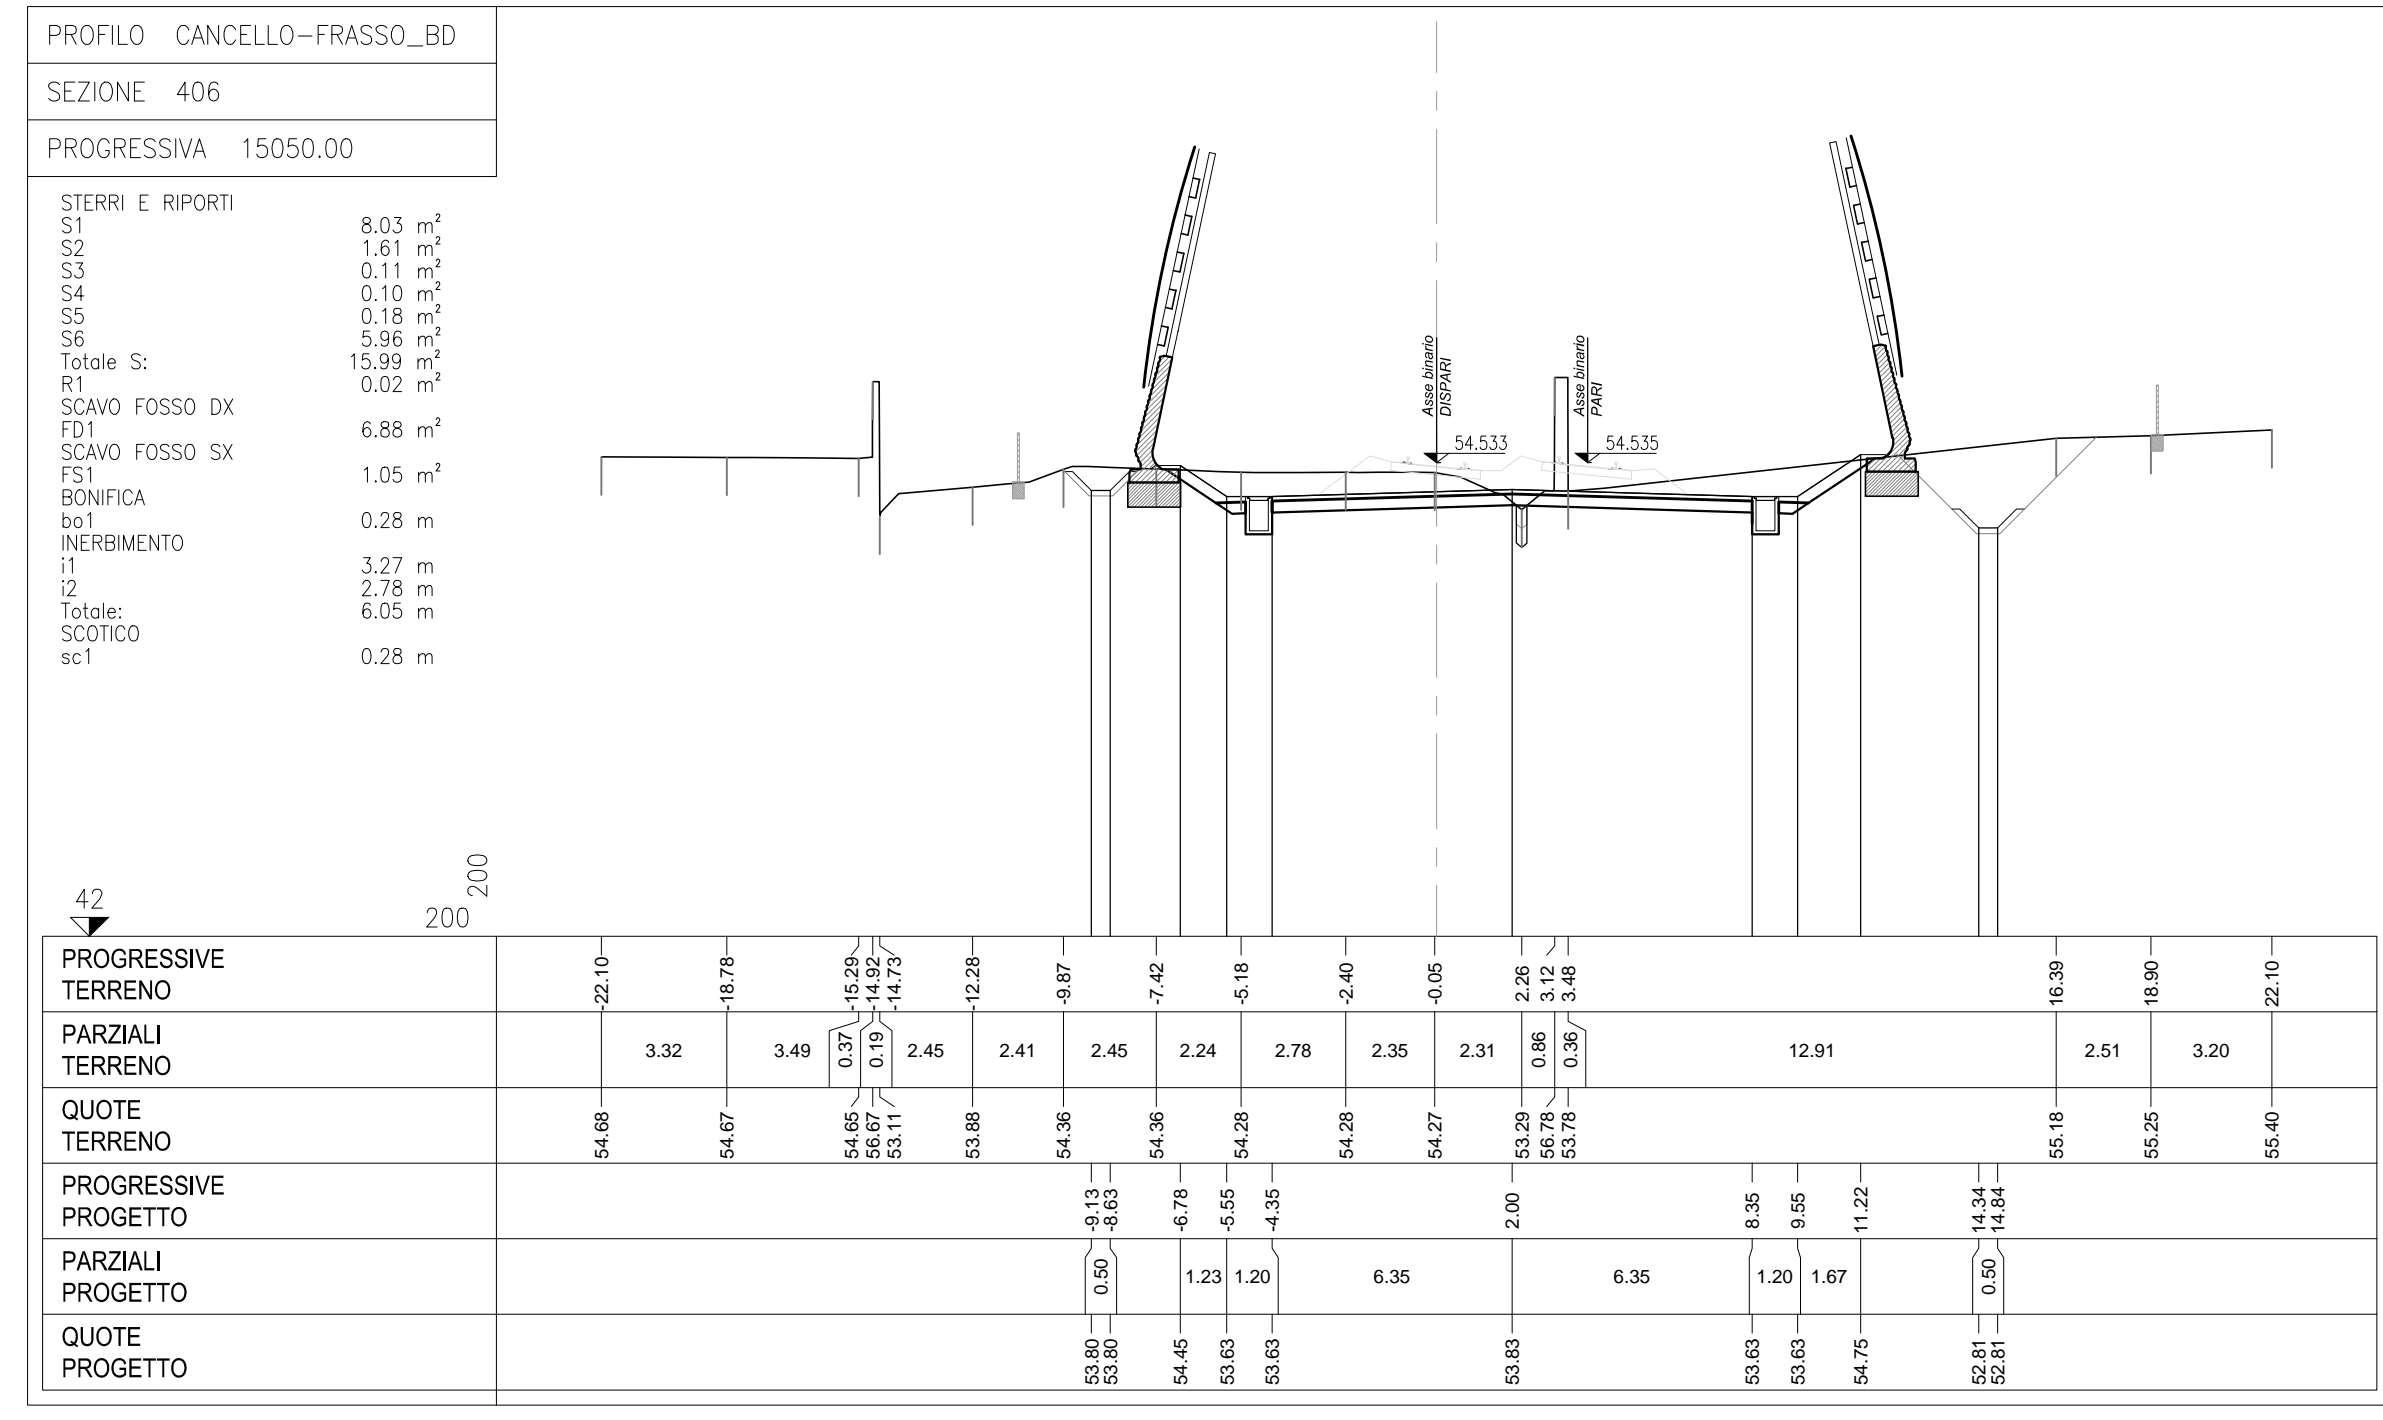 PROFILO CANCELLO-FRASSO_BD
SEZIONE 406
PROGRESSIVA 15050.00
STERRI E RIPORTI
S1 8.03 m²
S2 1.61 m²
S3 0.11 m²
S4 0.10 m²
S5 0.18 m²
S6 5.96 m²
Totale S: 15.99 m²
R1 0.02 m²
SCAVO FOSSO DX
FD1 6.88 m²
SCAVO FOSSO SX
FS1 1.05 m²
BONIFICA
bo1 0.28 m
INERBIMENTO
i1 3.27 m
i2 2.78 m
Totale: 6.05 m
SCOTICO
sc1 0.28 m
Asse binario
DISPARI
54.533
Asse binario
PARI
54.535
42
200
200
PROGRESSIVE
TERRENO
-22.10 -18.78 -15.29 -14.92 -14.73 -12.28 -9.87 -7.42 -5.18 -2.40 -0.05 2.26 3.12 3.48 16.39 18.90 22.10
PARZIALI
TERRENO
3.32 3.49 0.37 0.19 2.45 2.41 2.45 2.24 2.78 2.35 2.31 0.86 0.36 12.91 2.51 3.20
QUOTE
TERRENO
54.68 54.67 54.65 56.67 53.11 53.88 54.36 54.36 54.28 54.28 54.27 53.29 56.78 53.78 55.18 55.25 55.40
PROGRESSIVE
PROGETTO
-9.13 -8.63 -6.78 -5.55 -4.35 2.00 8.35 9.55 11.22 14.34 14.84
PARZIALI
PROGETTO
0.50 1.23 1.20 6.35 6.35 1.20 1.67 0.50
QUOTE
PROGETTO
53.80 53.80 54.45 53.63 53.63 53.83 53.63 53.63 54.75 52.81 52.81